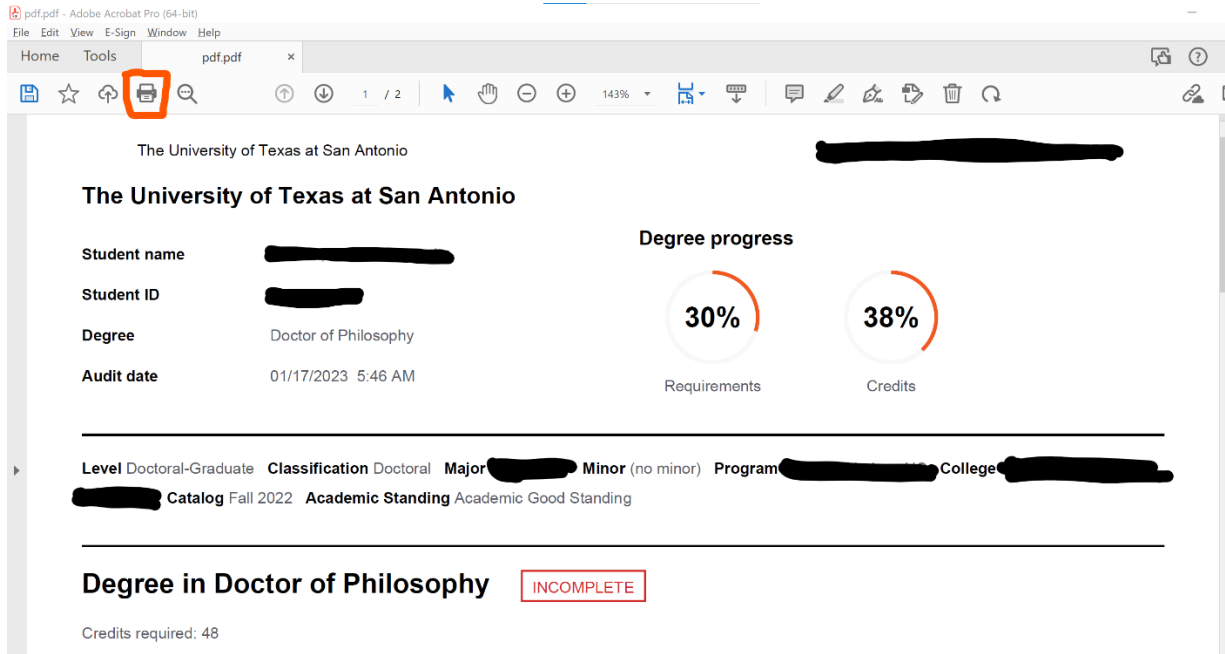 pdf.pdf - Adobe Acrobat Pro (64-bit)
File Edit View E-Sign Window Help
Home Tools pdf.pdf ×
1 / 2 143%
The University of Texas at San Antonio
The University of Texas at San Antonio
Degree progress
Student name
Student ID
30% 38%
Degree Doctor of Philosophy
Audit date 01/17/2023 5:46 AM
Requirements Credits
Level Doctoral-Graduate Classification Doctoral Major Minor (no minor) Program College
Catalog Fall 2022 Academic Standing Academic Good Standing
Degree in Doctor of Philosophy INCOMPLETE
Credits required: 48